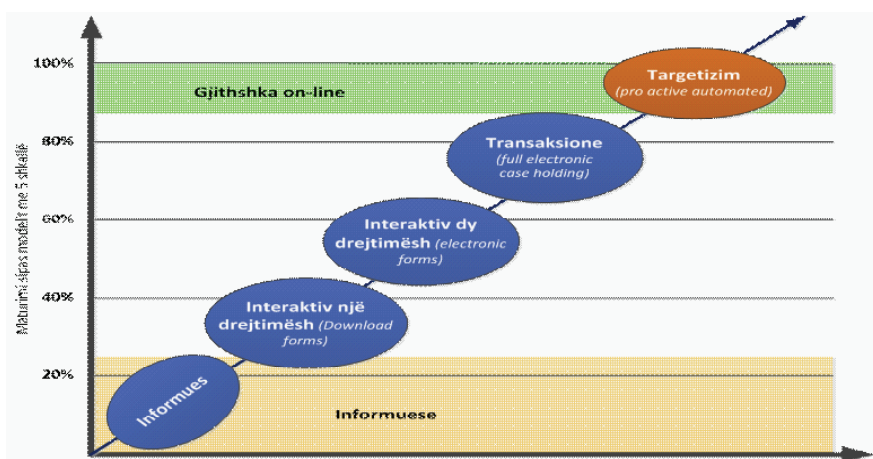 100%
80%
60%
40%
20%
Maturimi sipas modelit me 5 shkallë
Gjithshka on-line
Targetizim
(pro active automated)
Transaksione
(full electronic
case holding)
Interaktiv dy
drejtimësh (electronic
forms)
Interaktiv një
drejtimësh (Download
forms)
Informues
Informuese